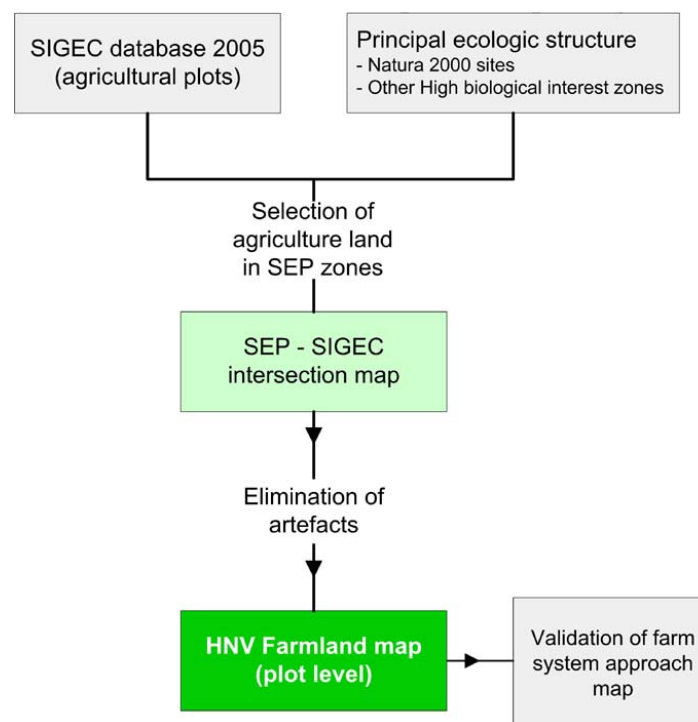 SIGEC database 2005
(agricultural plots)
Principal ecologic structure
- Natura 2000 sites
- Other High biological interest zones
Selection of
agriculture land
in SEP zones
SEP - SIGEC
intersection map
Elimination of
artefacts
HNV Farmland map
(plot level)
Validation of farm
system approach
map